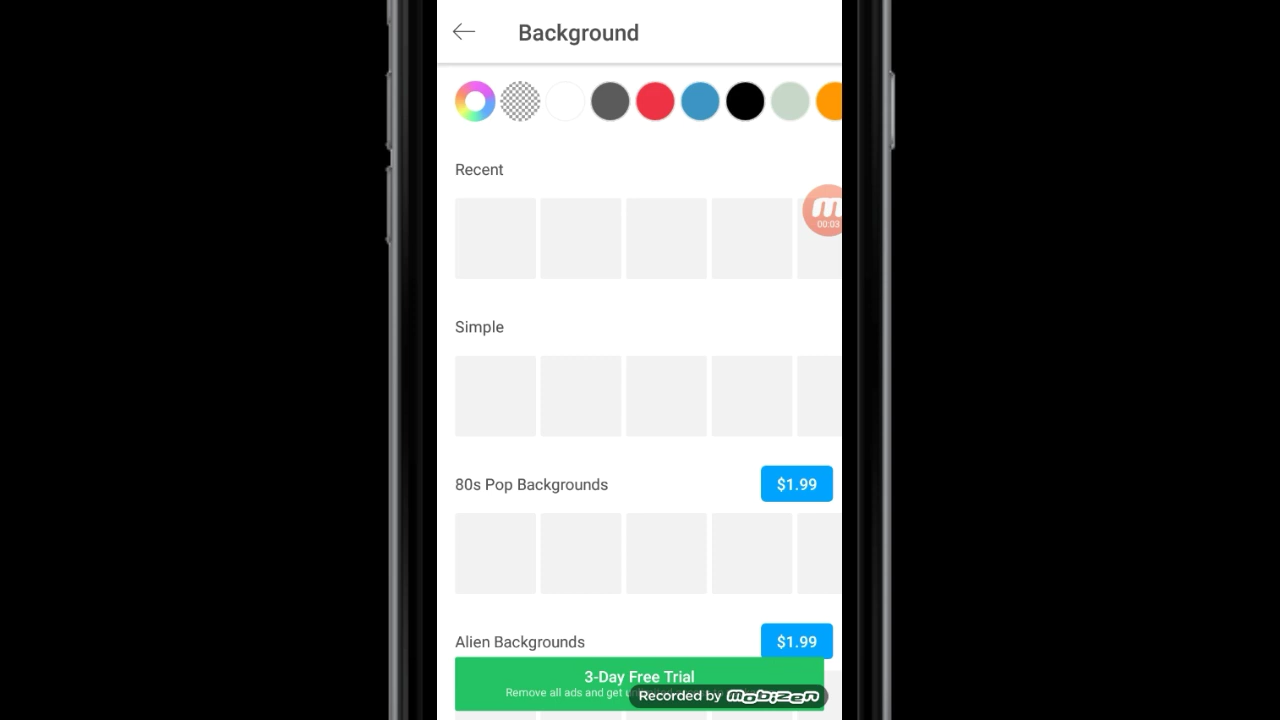 Background
Recent
00:03
Simple
80s Pop Backgrounds
$1.99
Alien Backgrounds
$1.99
3-Day Free Trial
Remove all ads and get
Recorded by Mobizen